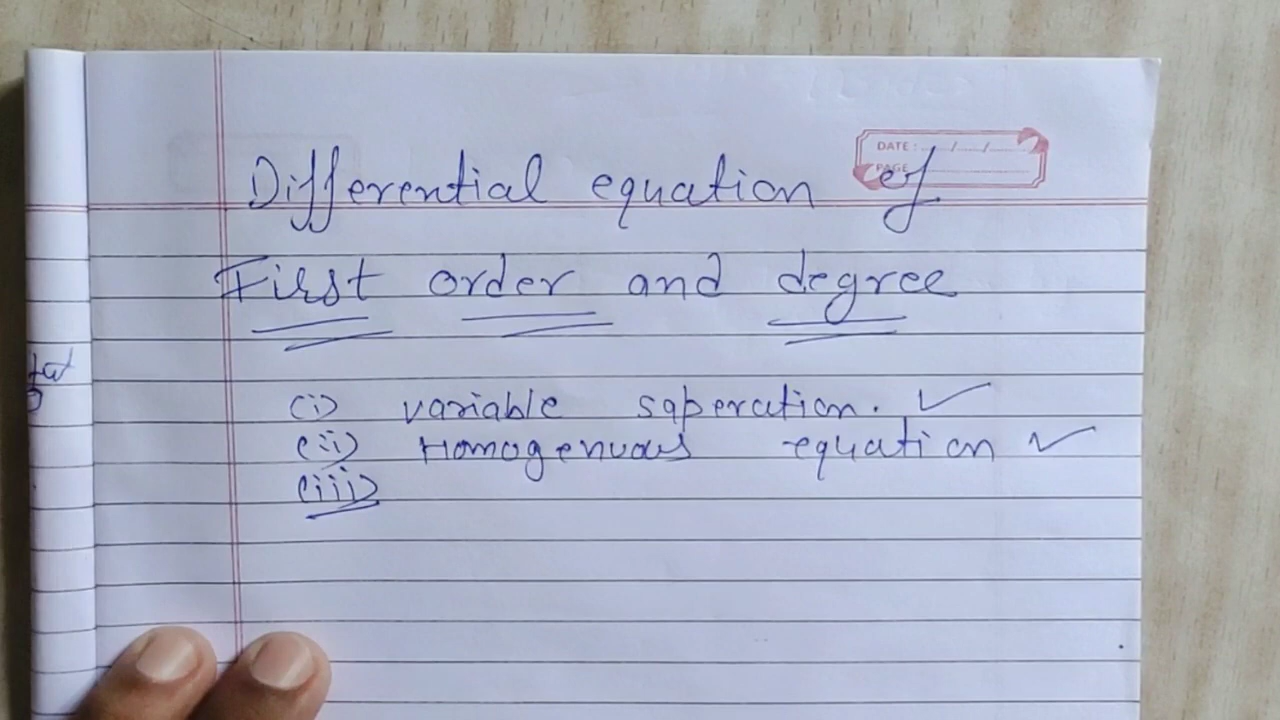 DATE : ...../...../.....
PAGE
Differential equation of
First order and degree
(i) variable saperation. ✓
(ii) Homogenuous equation ✓
(iii)